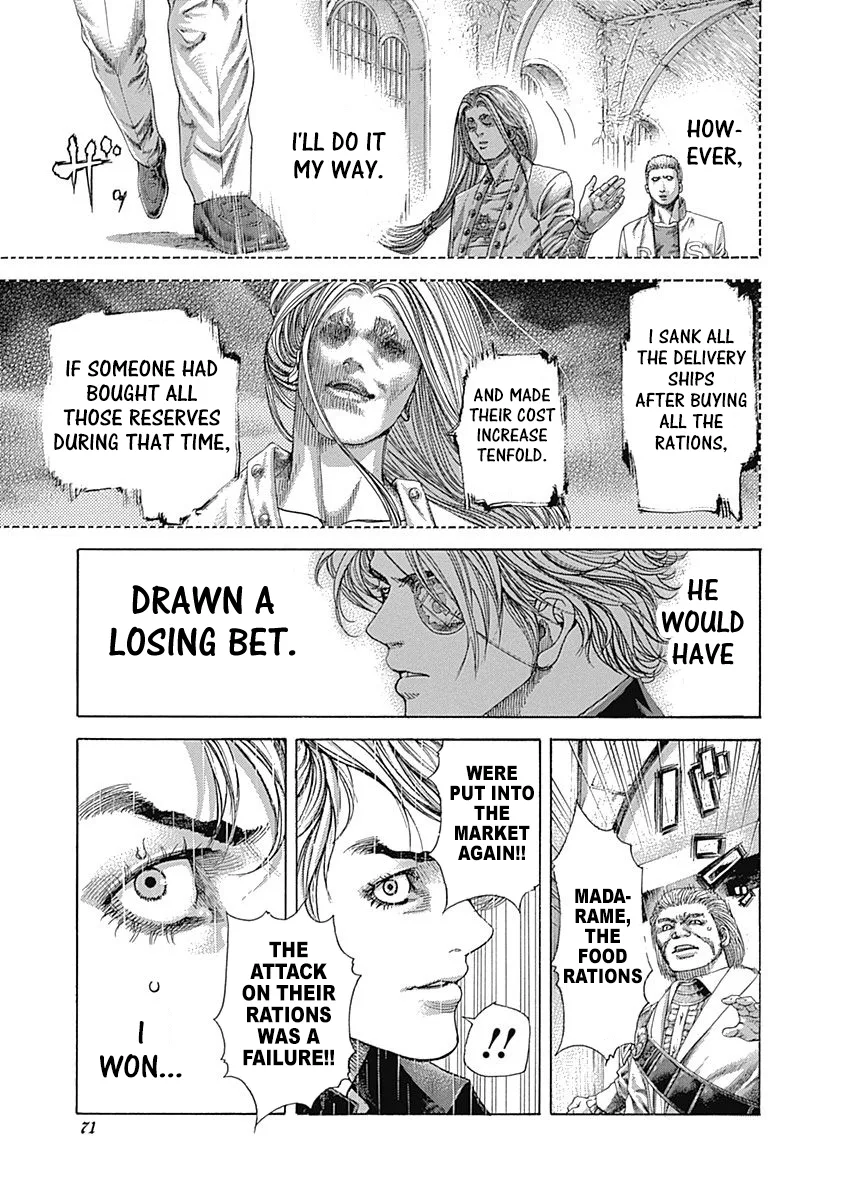 HOW-
EVER,
I'LL DO IT
MY WAY.
ザッ
I SANK ALL
THE DELIVERY
SHIPS
AFTER BUYING
ALL THE
RATIONS,
AND MADE
THEIR COST
INCREASE
TENFOLD.
IF SOMEONE HAD
BOUGHT ALL
THOSE RESERVES
DURING THAT TIME,
HE
WOULD
HAVE
DRAWN A
LOSING BET.
MADA-
RAME,
THE
FOOD
RATIONS
WERE
PUT INTO
THE
MARKET
AGAIN!!
!!
THE
ATTACK
ON THEIR
RATIONS
WAS A
FAILURE!!
I
WON...
71